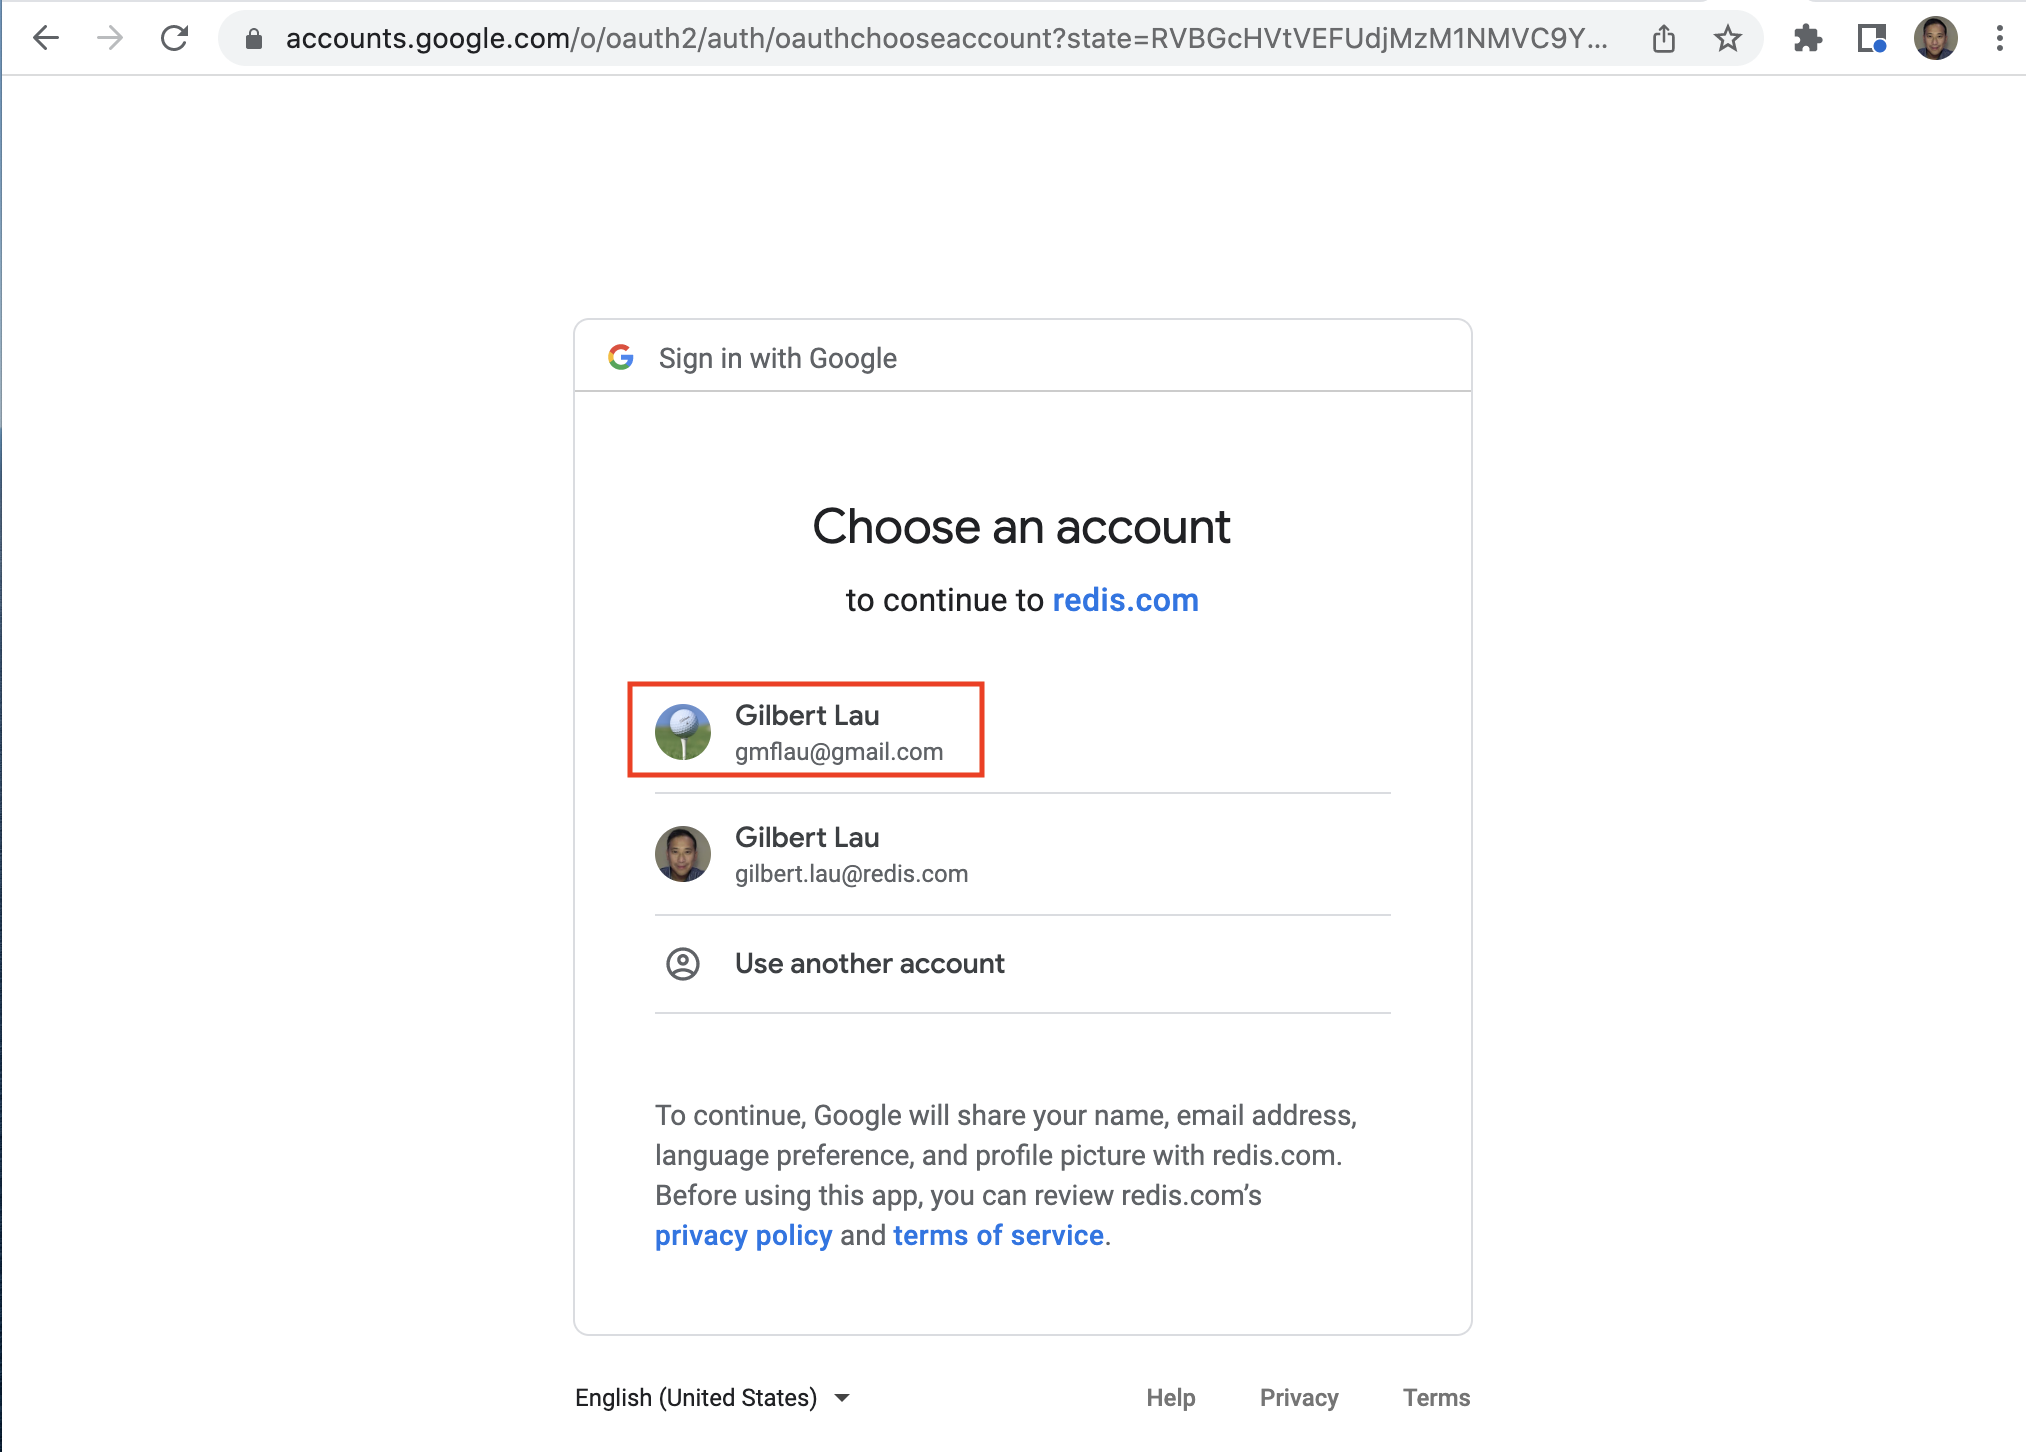 accounts.google.com/o/oauth2/auth/oauthchooseaccount?state=RVBGcHVtVEFUdjMzM1NMVC9Y...
Sign in with Google
Choose an account
to continue to redis.com
Gilbert Lau
gmflau@gmail.com
Gilbert Lau
gilbert.lau@redis.com
Use another account
To continue, Google will share your name, email address,
language preference, and profile picture with redis.com.
Before using this app, you can review redis.com’s
privacy policy and terms of service.
English (United States)
Help Privacy Terms